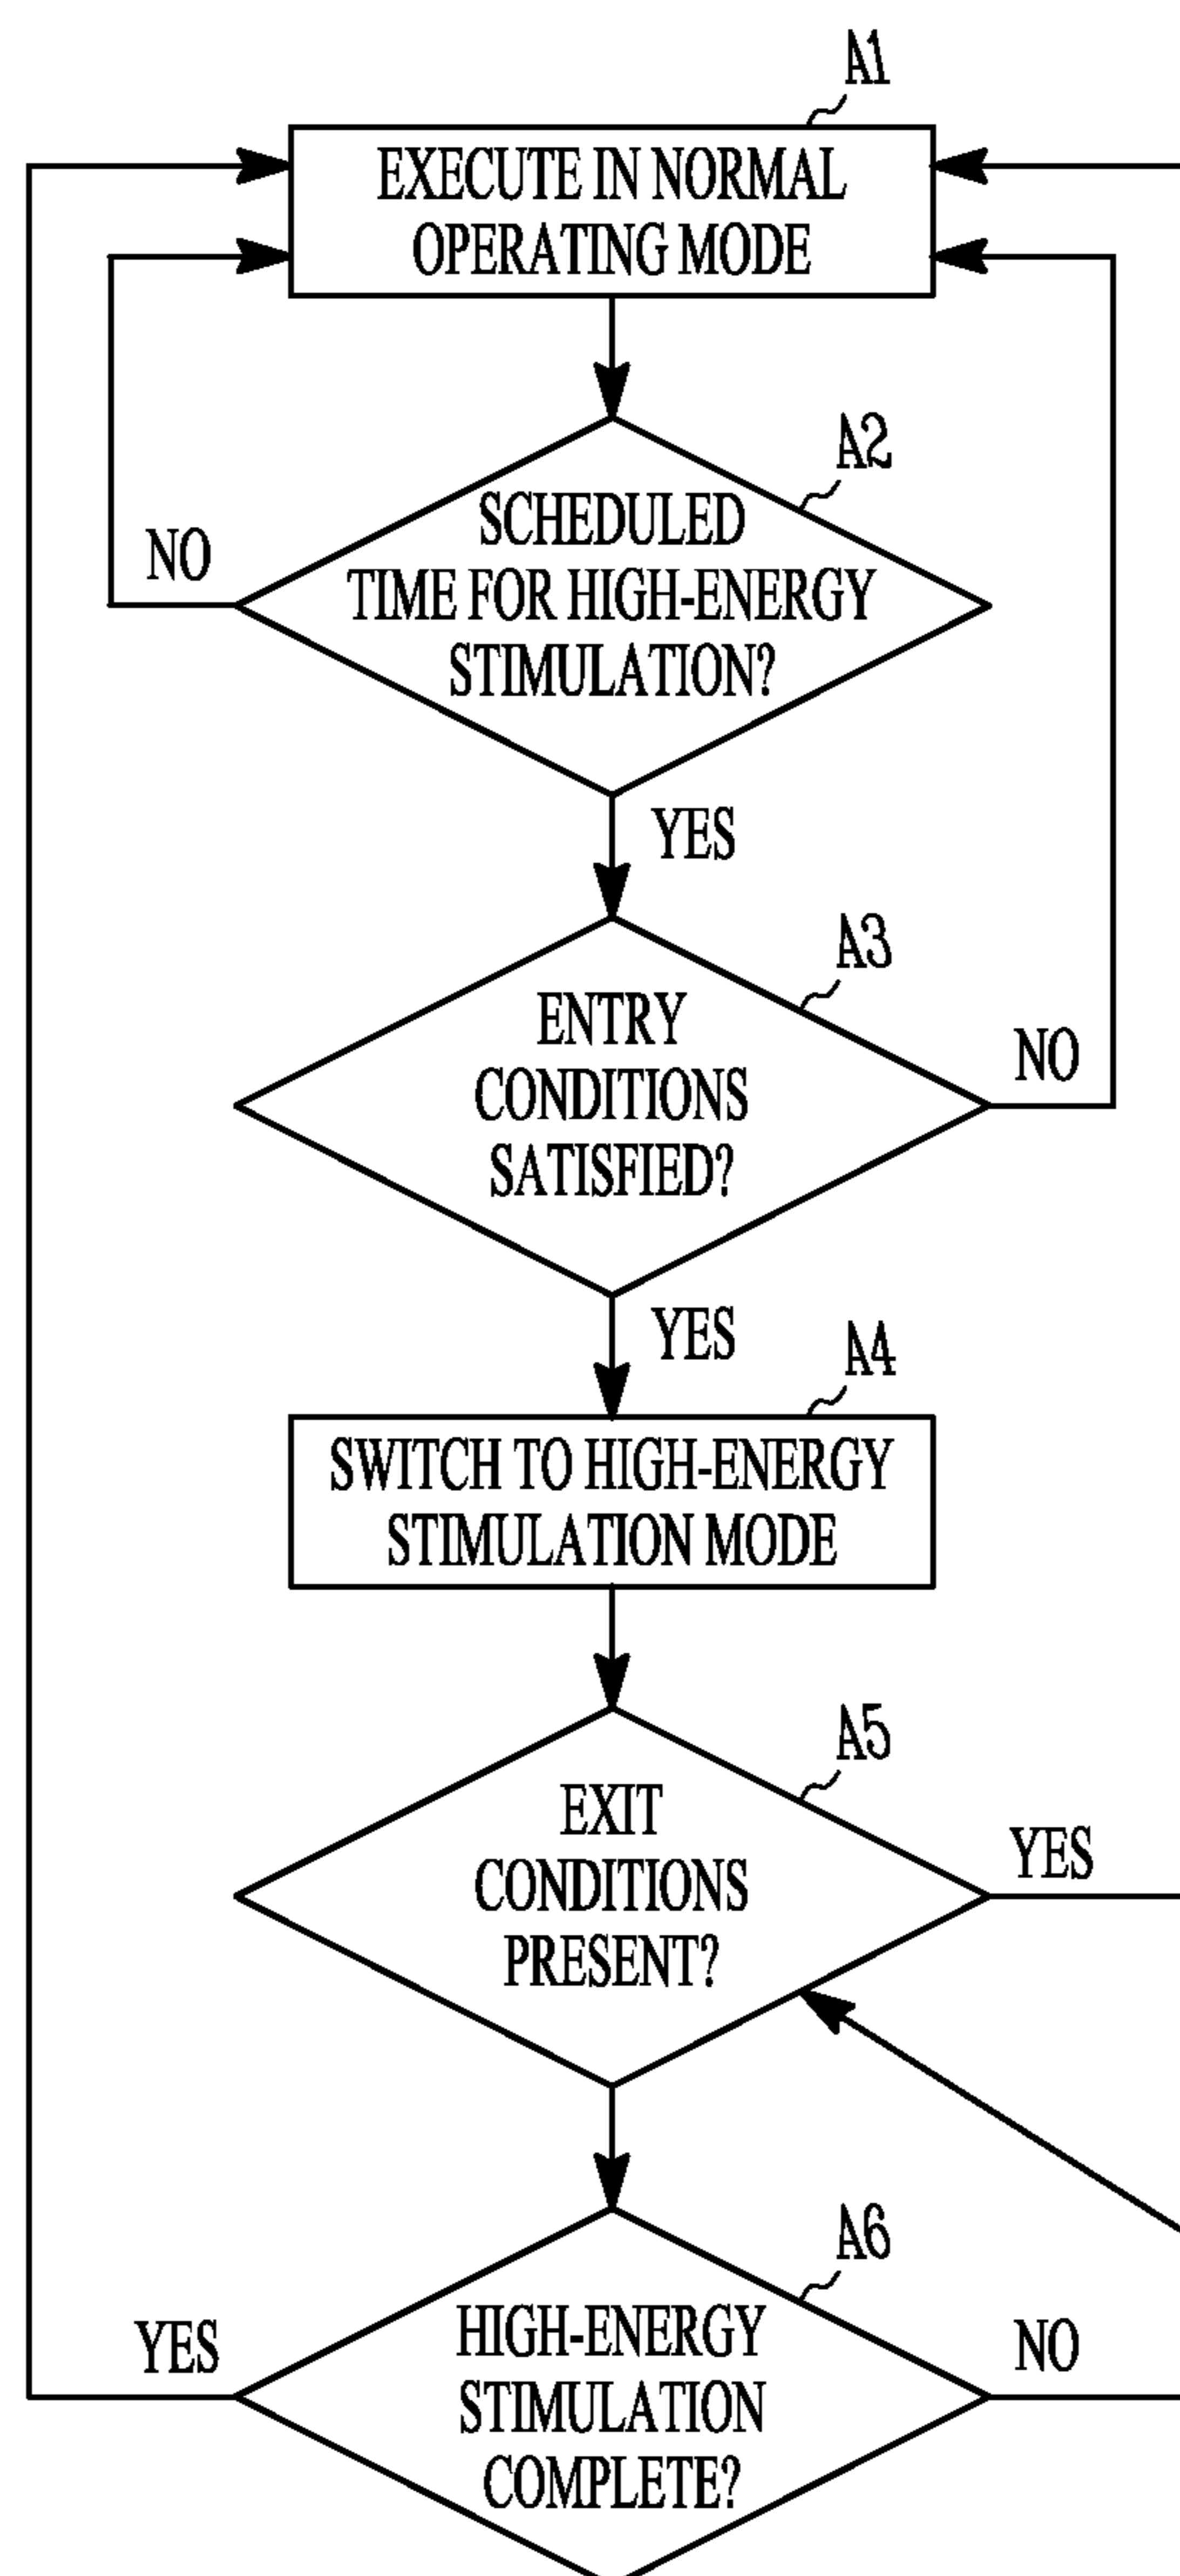 A1
EXECUTE IN NORMAL
OPERATING MODE
A2
SCHEDULED
TIME FOR HIGH-ENERGY
STIMULATION?
NO
YES
A3
ENTRY
CONDITIONS
SATISFIED?
NO
YES
A4
SWITCH TO HIGH-ENERGY
STIMULATION MODE
A5
EXIT
CONDITIONS
PRESENT?
YES
A6
HIGH-ENERGY
STIMULATION
COMPLETE?
YES
NO